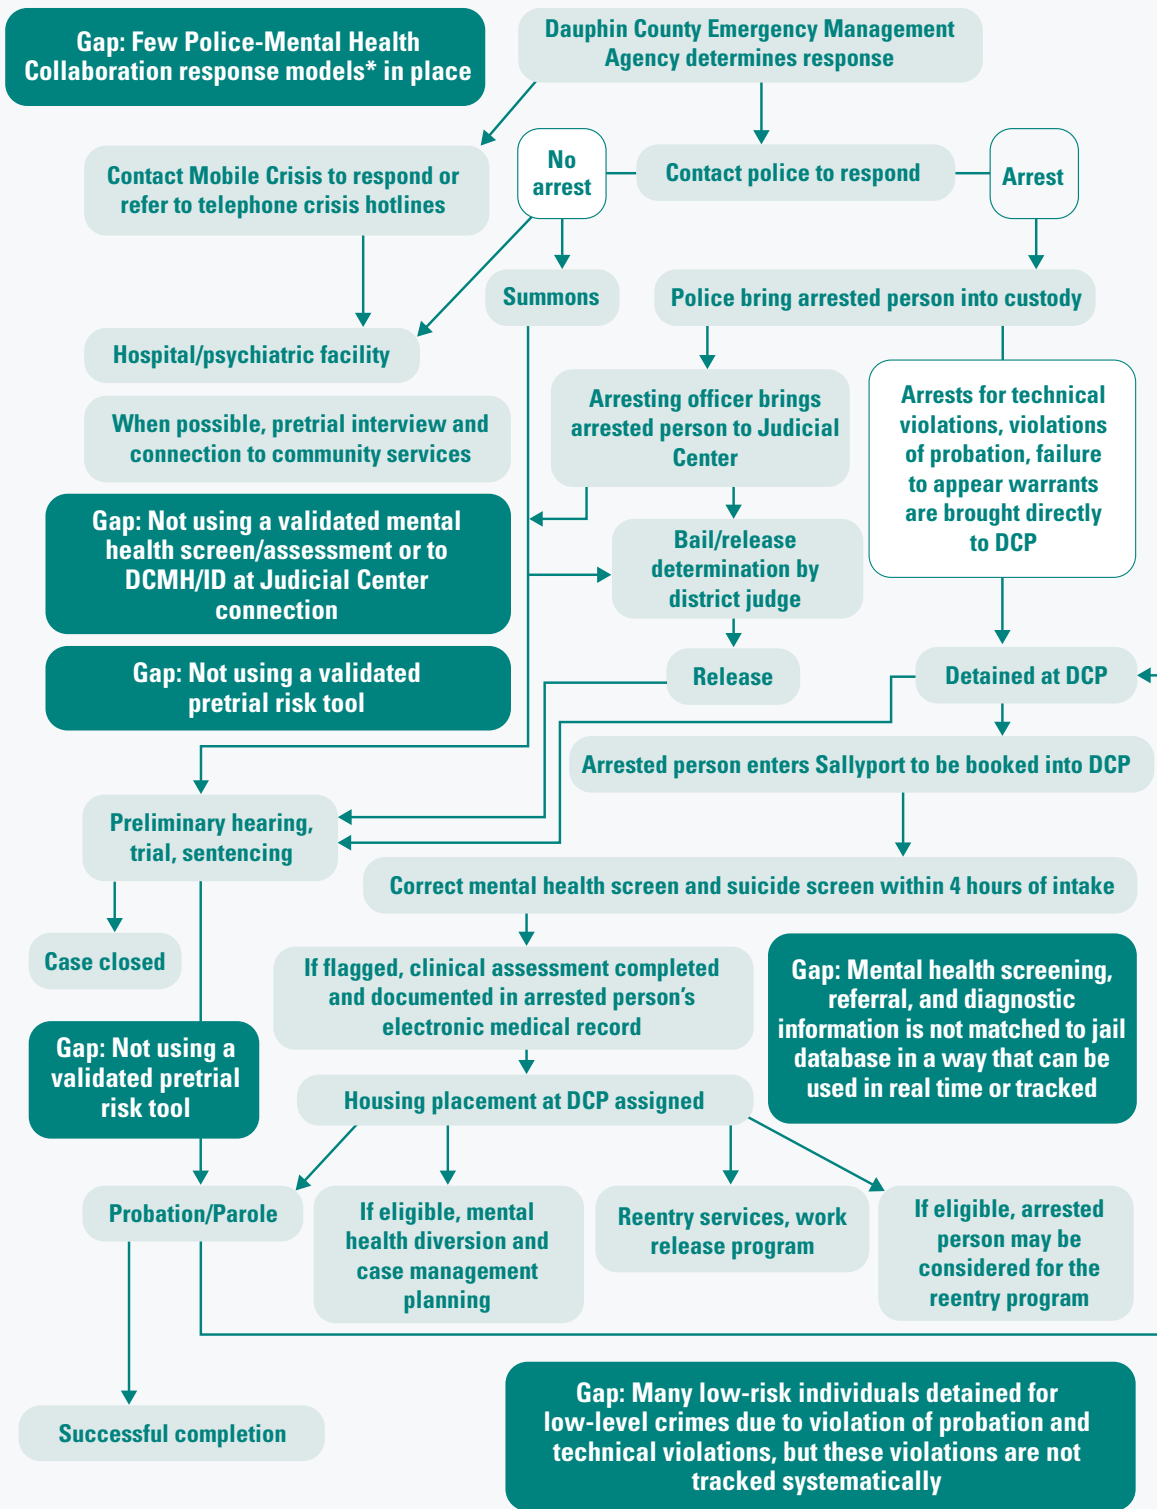 Gap: Few Police-Mental Health
Collaboration response models* in place
Dauphin County Emergency Management
Agency determines response
Contact Mobile Crisis to respond or
refer to telephone crisis hotlines
No
arrest
Contact police to respond
Arrest
Summons
Police bring arrested person into custody
Hospital/psychiatric facility
When possible, pretrial interview and
connection to community services
Arresting officer brings
arrested person to Judicial
Center
Arrests for technical
violations, violations
of probation, failure
to appear warrants
are brought directly
to DCP
Gap: Not using a validated mental
health screen/assessment or to
DCMH/ID at Judicial Center
connection
Bail/release
determination by
district judge
Gap: Not using a validated
pretrial risk tool
Release
Detained at DCP
Arrested person enters Sallyport to be booked into DCP
Preliminary hearing,
trial, sentencing
Correct mental health screen and suicide screen within 4 hours of intake
Case closed
If flagged, clinical assessment completed
and documented in arrested person's
electronic medical record
Gap: Mental health screening,
referral, and diagnostic
information is not matched to jail
database in a way that can be
used in real time or tracked
Gap: Not using a
validated pretrial
risk tool
Housing placement at DCP assigned
Probation/Parole
If eligible, mental
health diversion and
case management
planning
Reentry services, work
release program
If eligible, arrested
person may be
considered for the
reentry program
Successful completion
Gap: Many low-risk individuals detained for
low-level crimes due to violation of probation and
technical violations, but these violations are not
tracked systematically